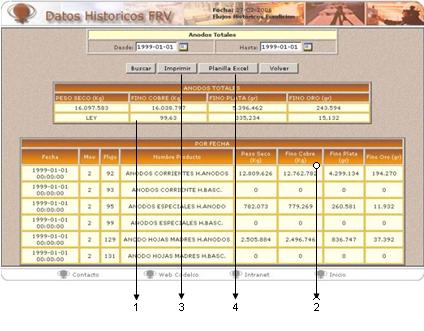 Datos Historicos FRV
Fecha: 27-02-2006
Flujos Historicos Fundicion
Anodos Totales
Desde: 1999-01-01 Hasta: 1999-01-01
Buscar Imprimir Planilla Excel Volver
ANODOS TOTALES
PESO SECO (Kg) FINO COBRE (Kg) FINO PLATA (gr) FINO ORO (gr)
16.097.583 16.038.797 5.396.462 243.594
LEY 99,63 335,234 15,132
POR FECHA
Fecha Mov Flujo Nombre Producto Peso Seco (Kg) Fino Cobre (Kg) Fino Plata (gr) Fino Oro (gr)
1999-01-01 00:00:00 2 92 ANODOS CORRIENTES H.ANODOS 12.809.626 12.762.782 4.299.134 194.270
1999-01-01 00:00:00 2 93 ANODOS CORRIENTE H.BASC. 0 0 0 0
1999-01-01 00:00:00 2 95 ANODOS ESPECIALES H.ANODO 782.073 779.269 260.581 11.932
1999-01-01 00:00:00 2 99 ANODOS ESPECIALES H.BASC. 0 0 0 0
1999-01-01 00:00:00 2 129 ANODO HOJAS MADRES H.ANODOS 2.505.884 2.496.746 836.747 37.392
1999-01-01 00:00:00 2 131 ANODO HOJAS MADRES H.BASC. 0 0 0 0
Contacto Web Codelco Intranet Inicio
1 3 4 2